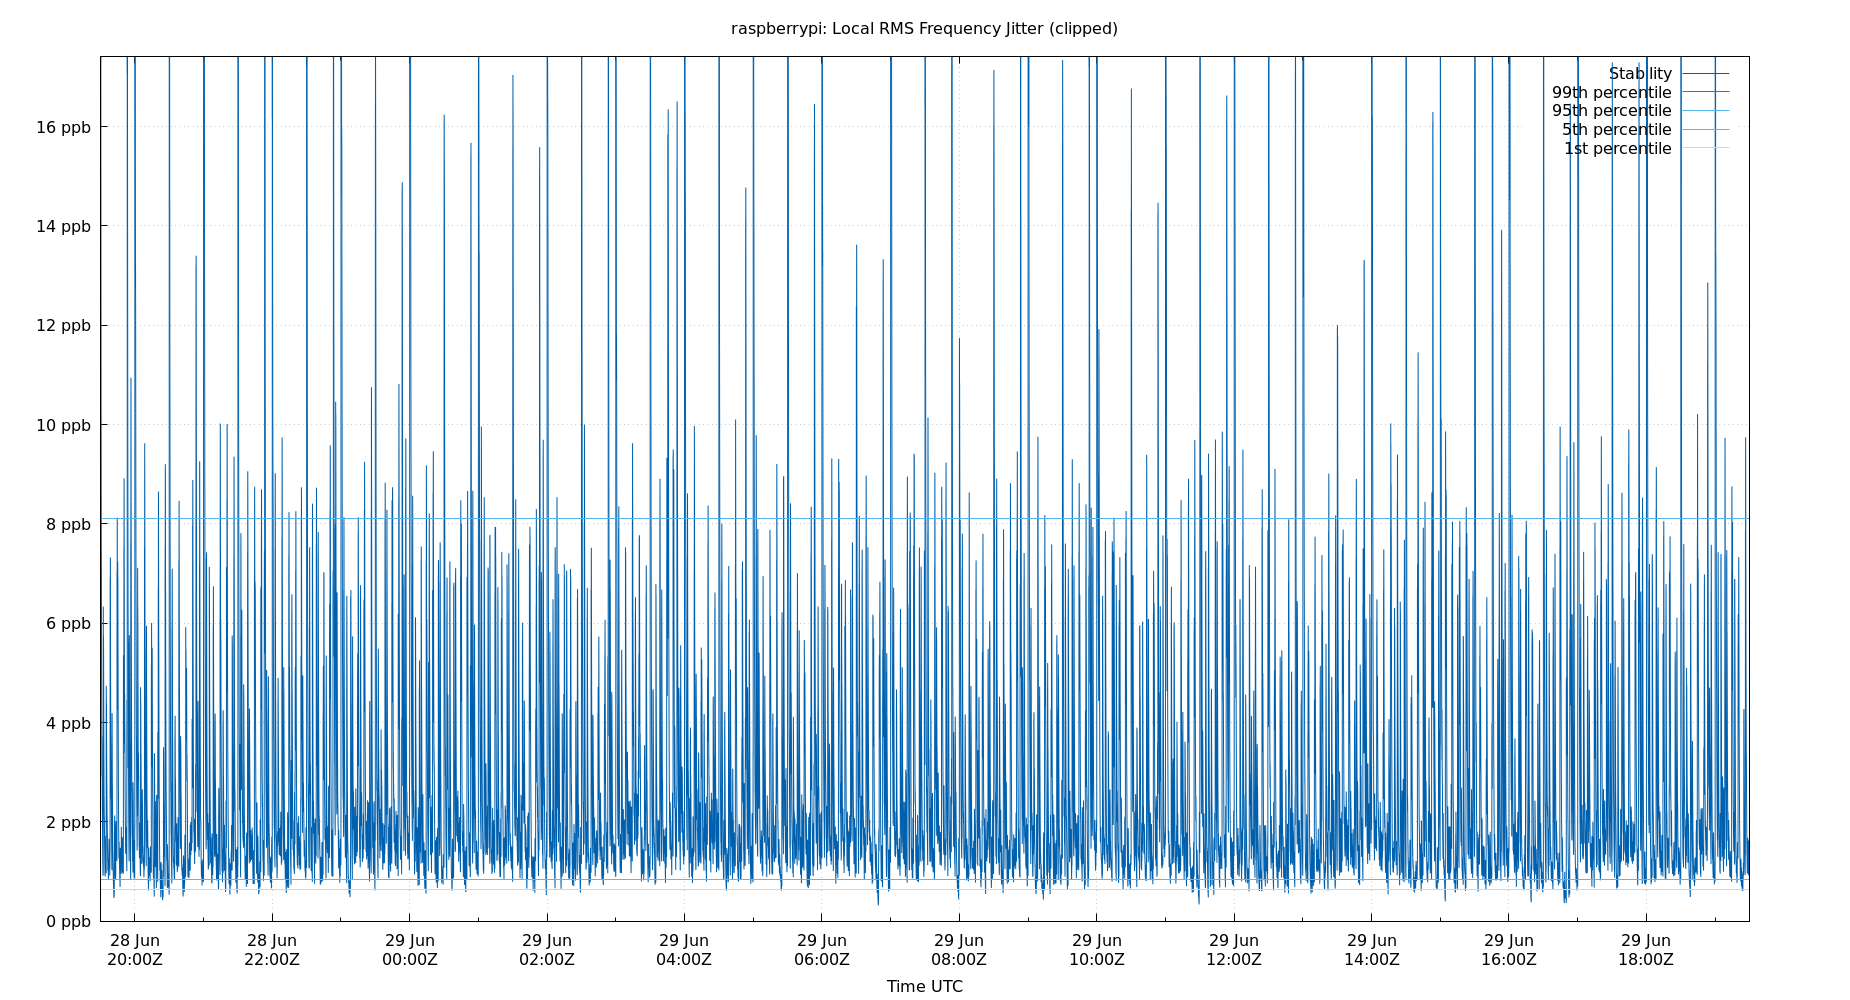 raspberrypi: Local RMS Frequency Jitter (clipped)
Stability
99th percentile
95th percentile
5th percentile
1st percentile
16 ppb
14 ppb
12 ppb
10 ppb
8 ppb
6 ppb
4 ppb
2 ppb
0 ppb
28 Jun 28 Jun 29 Jun 29 Jun 29 Jun 29 Jun 29 Jun 29 Jun 29 Jun 29 Jun 29 Jun 29 Jun
20:00Z 22:00Z 00:00Z 02:00Z 04:00Z 06:00Z 08:00Z 10:00Z 12:00Z 14:00Z 16:00Z 18:00Z
Time UTC